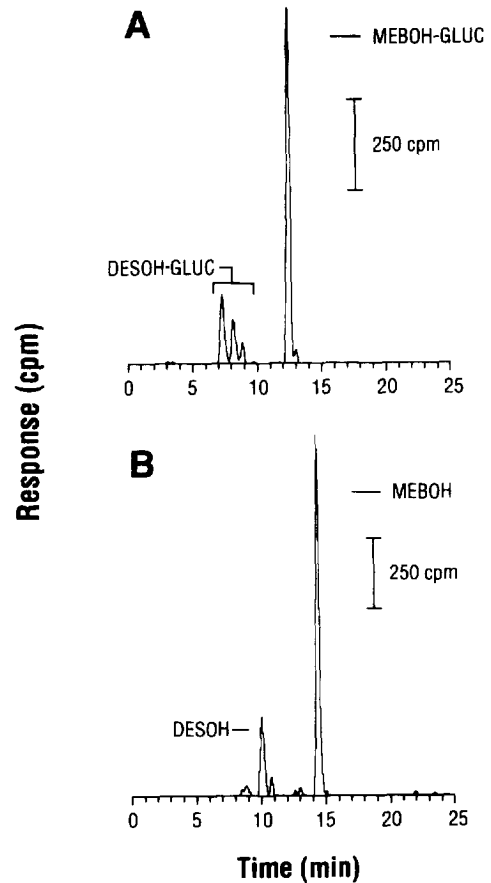 A
MEBOH-GLUC
250 cpm
DESOH-GLUC
0 5 10 15 20 25
Response (cpm)
B
MEBOH
250 cpm
DESOH
0 5 10 15 20 25
Time (min)